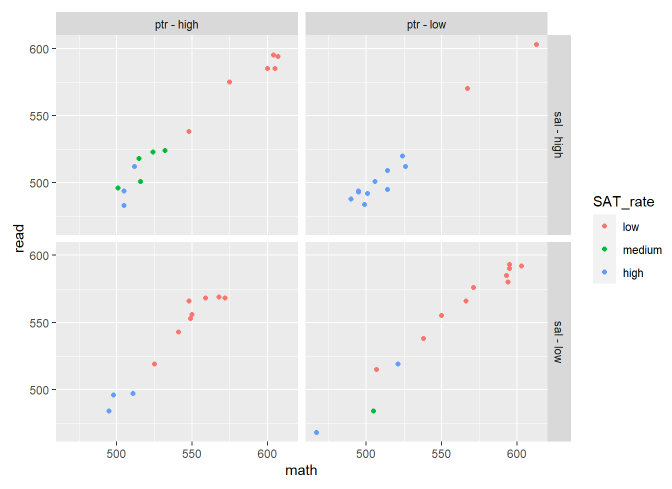 ptr - high
ptr - low
600
550
500
sal - high
600
550
500
sal - low
read
500
550
600
500
550
600
math
SAT_rate
low
medium
high